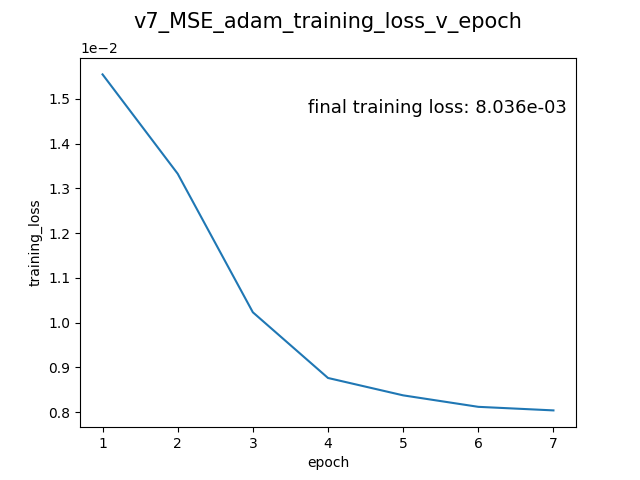 v7_MSE_adam_training_loss_v_epoch
1e−2
final training loss: 8.036e-03
1.5
1.4
1.3
1.2
1.1
1.0
0.9
0.8
training_loss
1 2 3 4 5 6 7
epoch